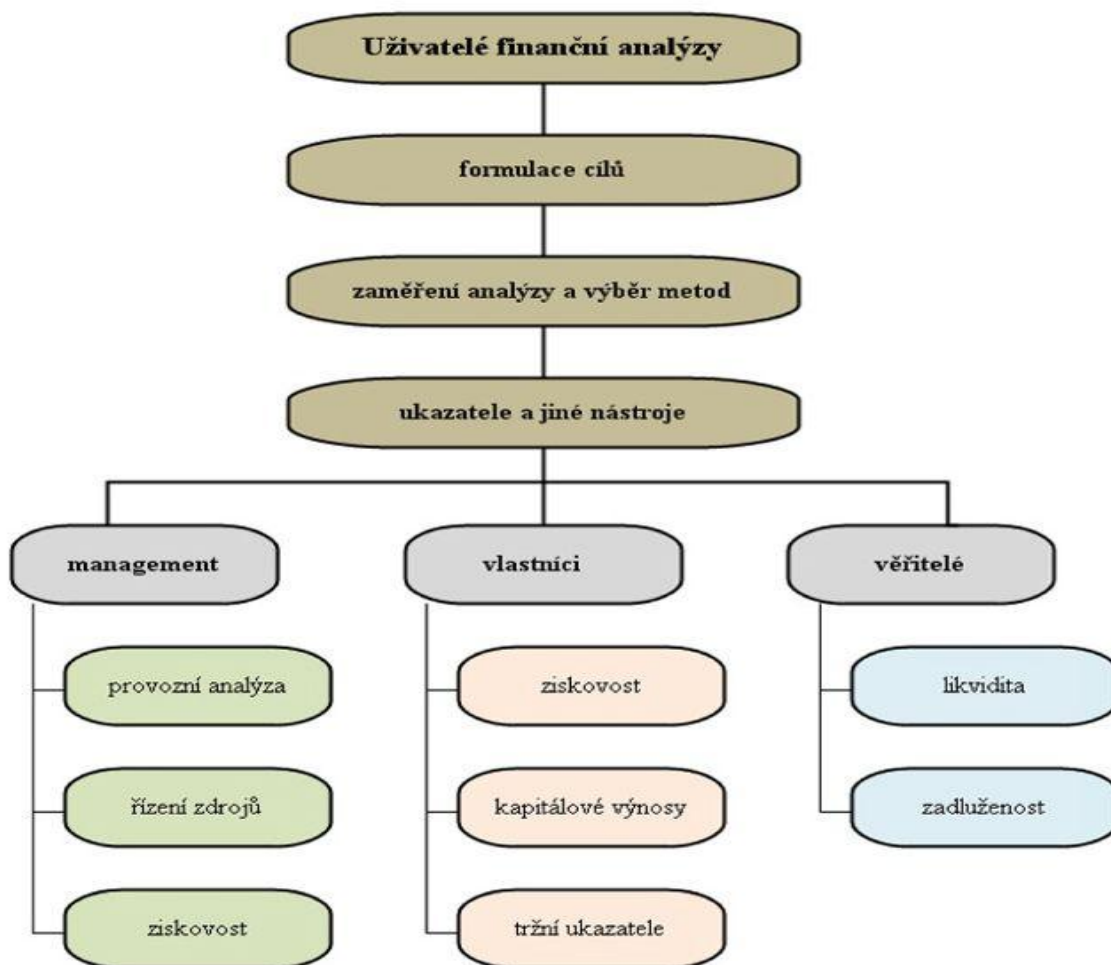 Uživatelé finanční analýzy
formulace cílů
zaměření analýzy a výběr metod
ukazatele a jiné nástroje
management
vlastníci
věřitelé
provozní analýza
ziskovost
likvidita
řízení zdrojů
kapitálové výnosy
zadluženost
ziskovost
tržní ukazatele